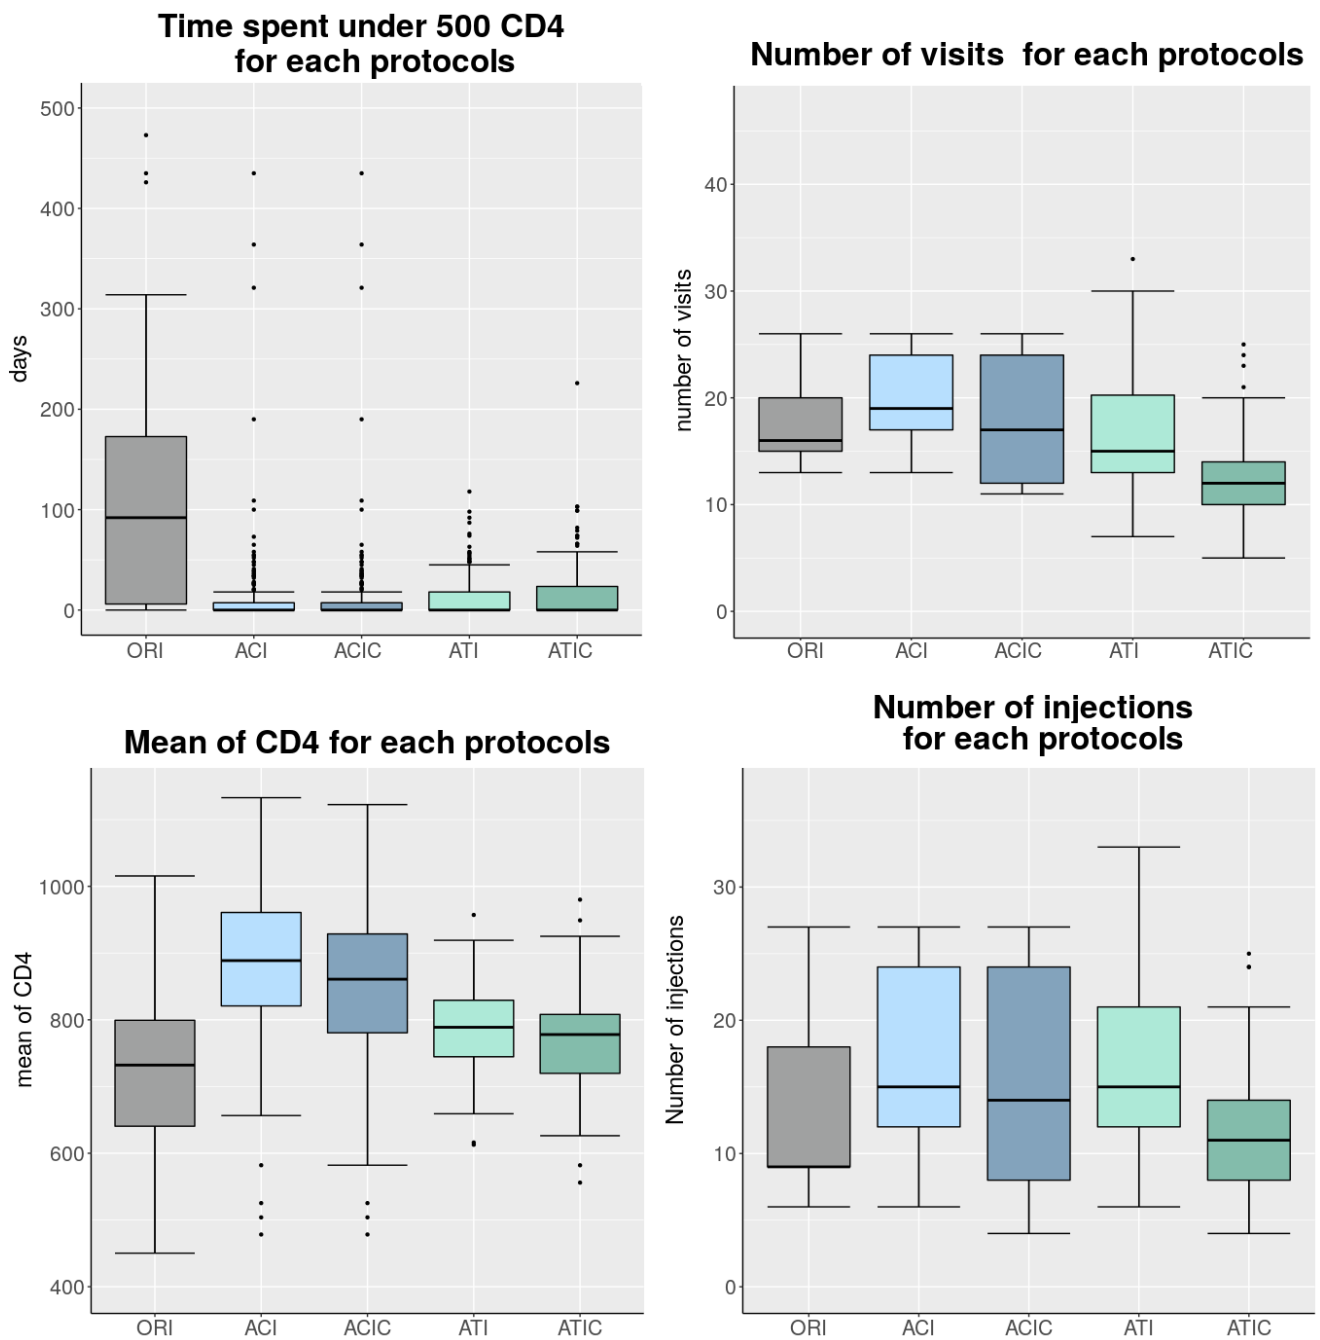 Time spent under 500 CD4
for each protocols
500
400
300
200
100
0
days
ORI ACI ACIC ATI ATIC
Number of visits for each protocols
40
30
20
10
0
number of visits
ORI ACI ACIC ATI ATIC
Mean of CD4 for each protocols
1000
800
600
400
mean of CD4
ORI ACI ACIC ATI ATIC
Number of injections
for each protocols
30
20
10
0
Number of injections
ORI ACI ACIC ATI ATIC